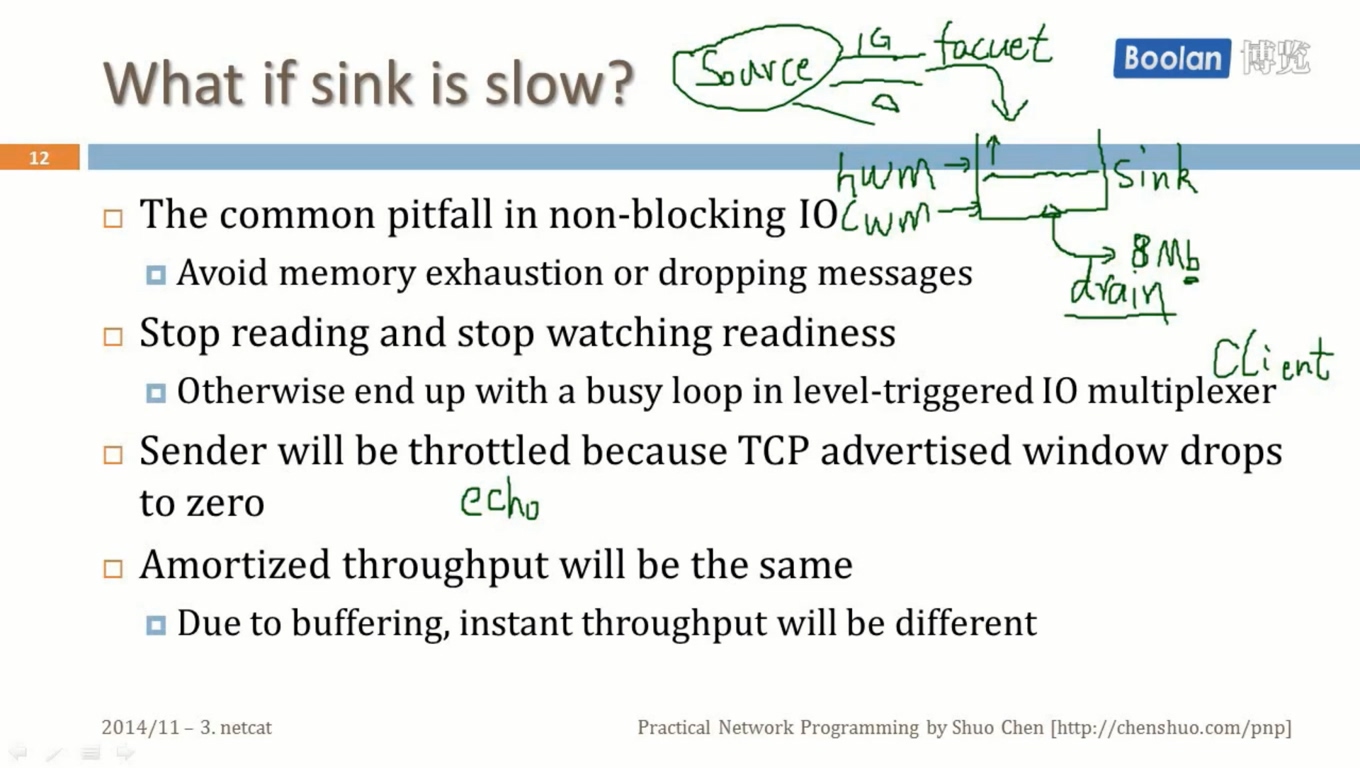 What if sink is slow?
Source
1G
facuet
Boolan 博览
12
hwm
sink
The common pitfall in non-blocking IO
Cwm
8Mb
Avoid memory exhaustion or dropping messages
drain
Stop reading and stop watching readiness
CLient
Otherwise end up with a busy loop in level-triggered IO multiplexer
Sender will be throttled because TCP advertised window drops
to zero
echo
Amortized throughput will be the same
Due to buffering, instant throughput will be different
2014/11 – 3. netcat
Practical Network Programming by Shuo Chen [http://chenshuo.com/pnp]